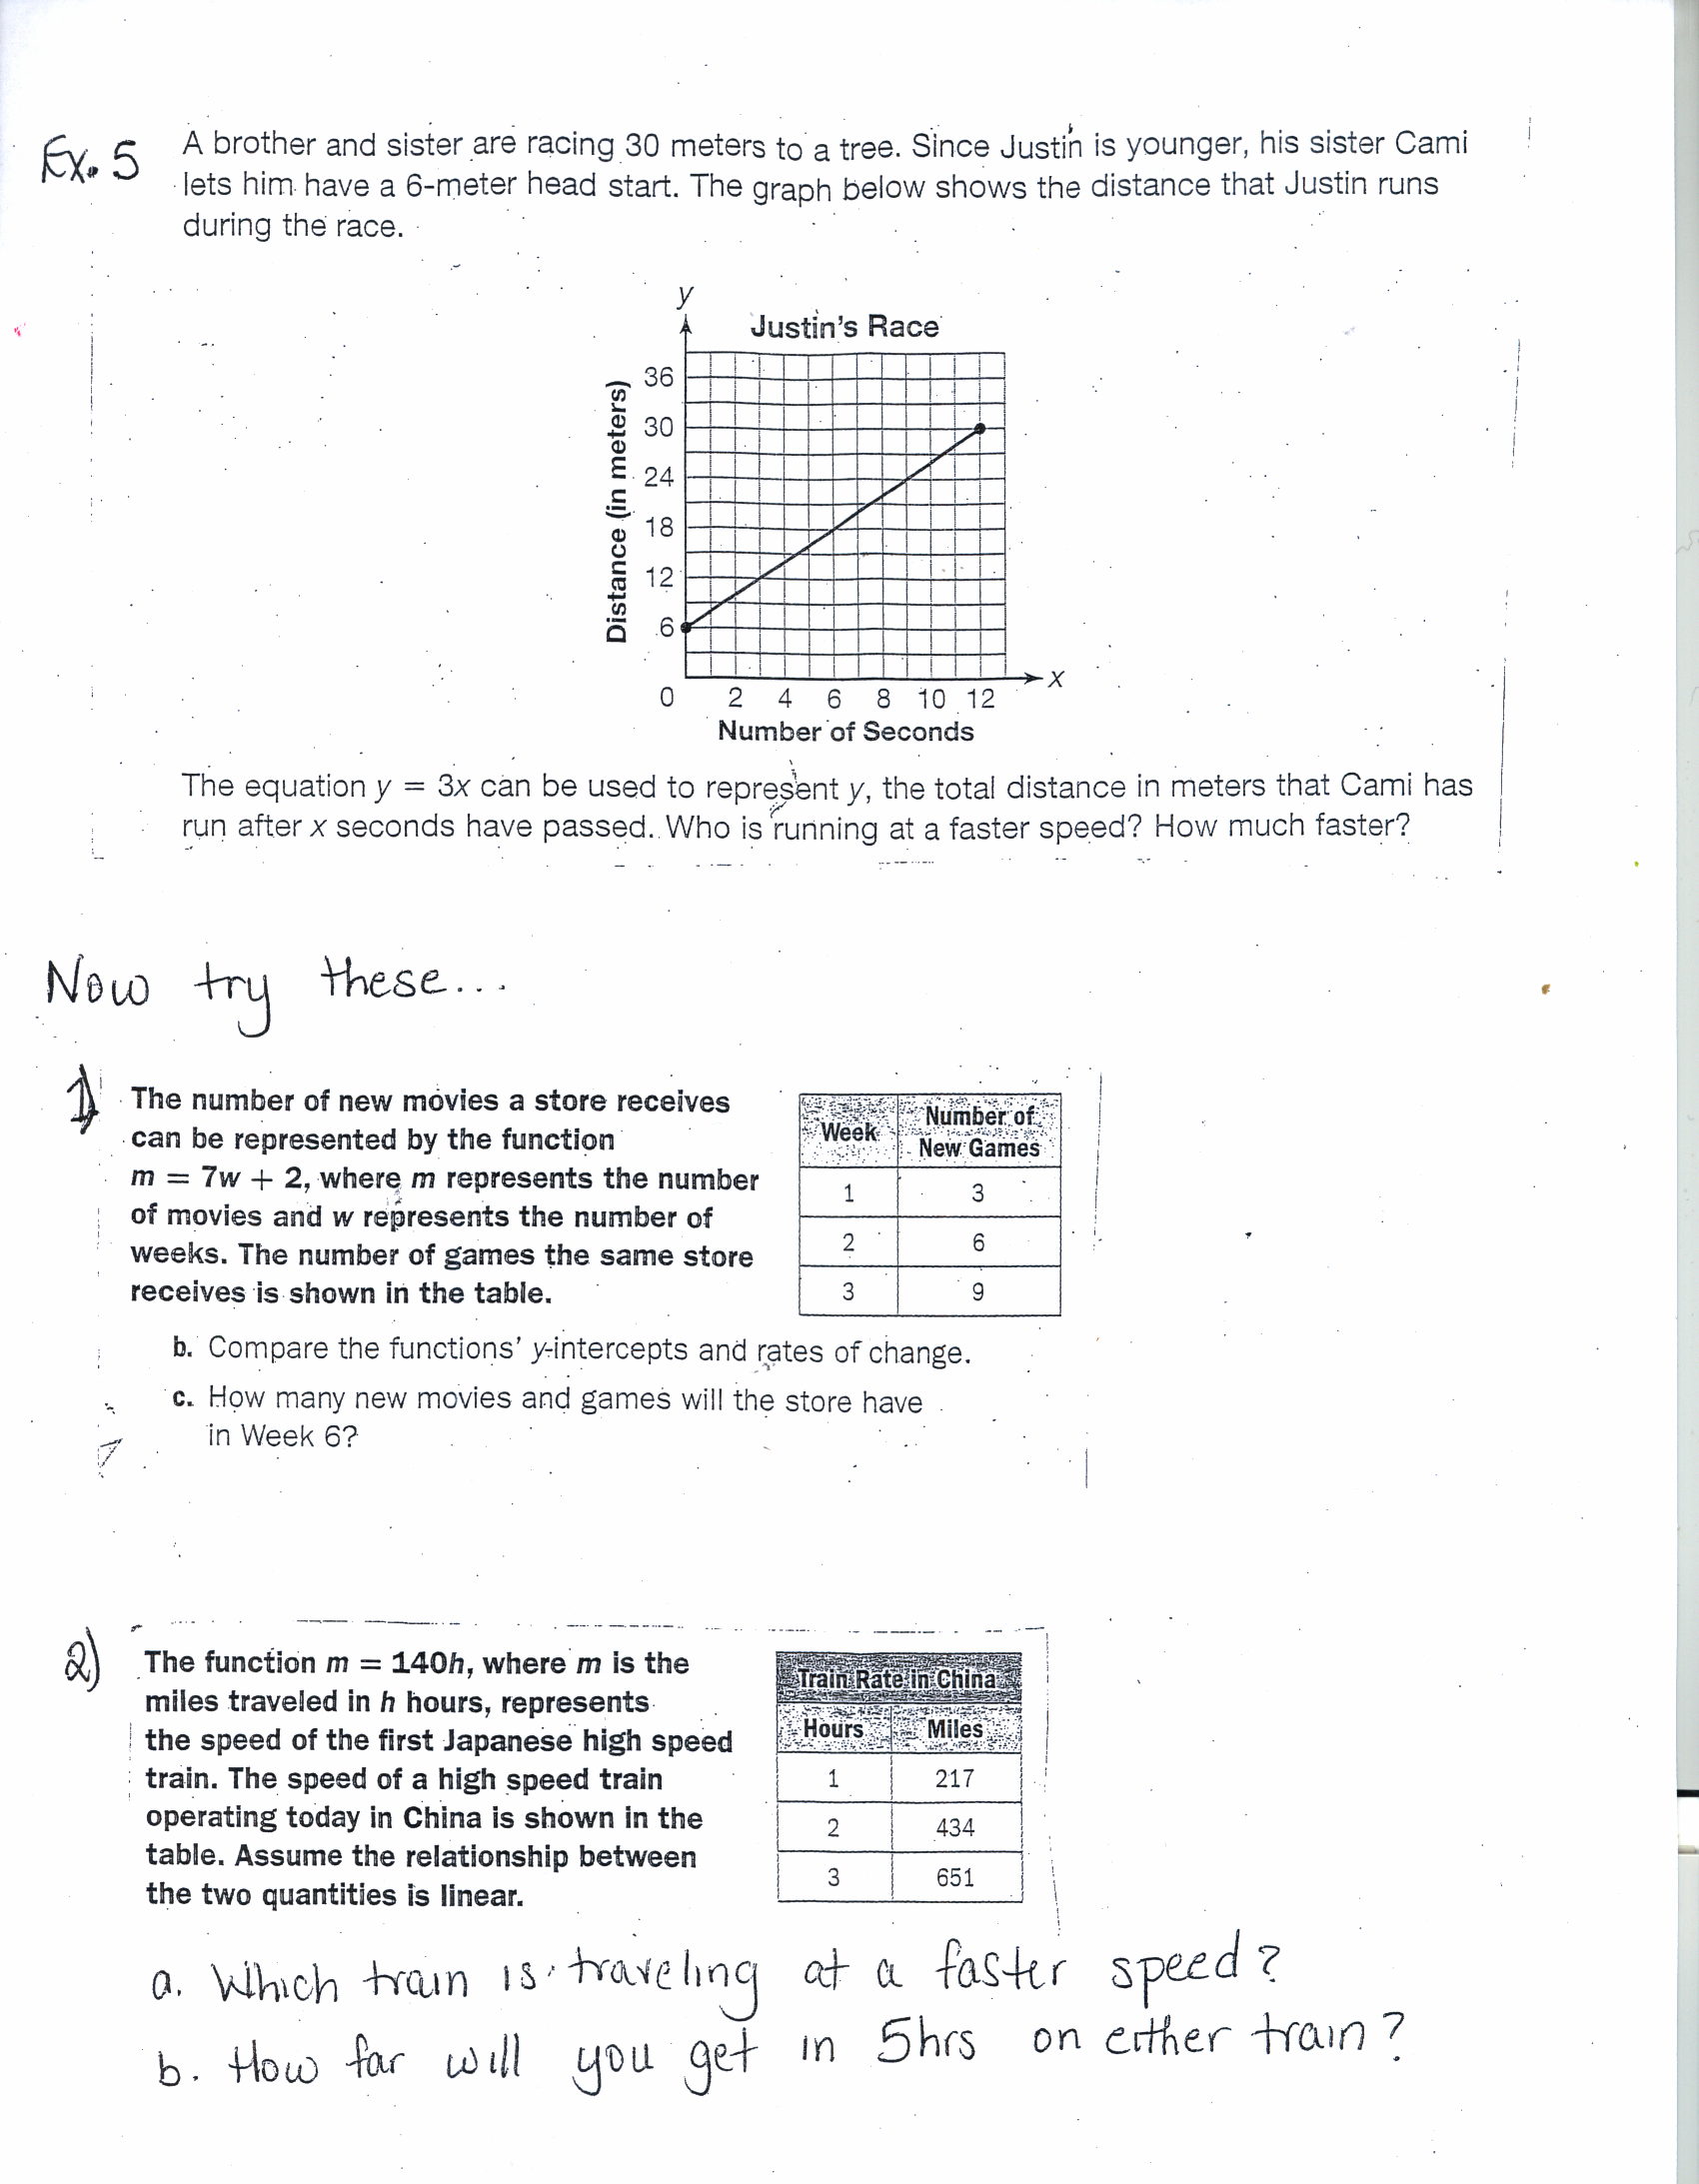 Ex. 5
A brother and sister are racing 30 meters to a tree. Since Justin is younger, his sister Cami
lets him have a 6-meter head start. The graph below shows the distance that Justin runs
during the race.
y
Justin's Race
Distance (in meters)
36
30
24
18
12
6
0 2 4 6 8 10 12
x
Number of Seconds
The equation y = 3x can be used to represent y, the total distance in meters that Cami has
run after x seconds have passed. Who is running at a faster speed? How much faster?
Now try these...
1)
The number of new movies a store receives
can be represented by the function
m = 7w + 2, where m represents the number
of movies and w represents the number of
weeks. The number of games the same store
receives is shown in the table.
Week Number of New Games
1 3
2 6
3 9
b. Compare the functions' y-intercepts and rates of change.
c. How many new movies and games will the store have
in Week 6?
2)
The function m = 140h, where m is the
miles traveled in h hours, represents
the speed of the first Japanese high speed
train. The speed of a high speed train
operating today in China is shown in the
table. Assume the relationship between
the two quantities is linear.
Train Rate in China
Hours Miles
1 217
2 434
3 651
a. Which train is traveling at a faster speed?
b. How far will you get in 5hrs on either train?